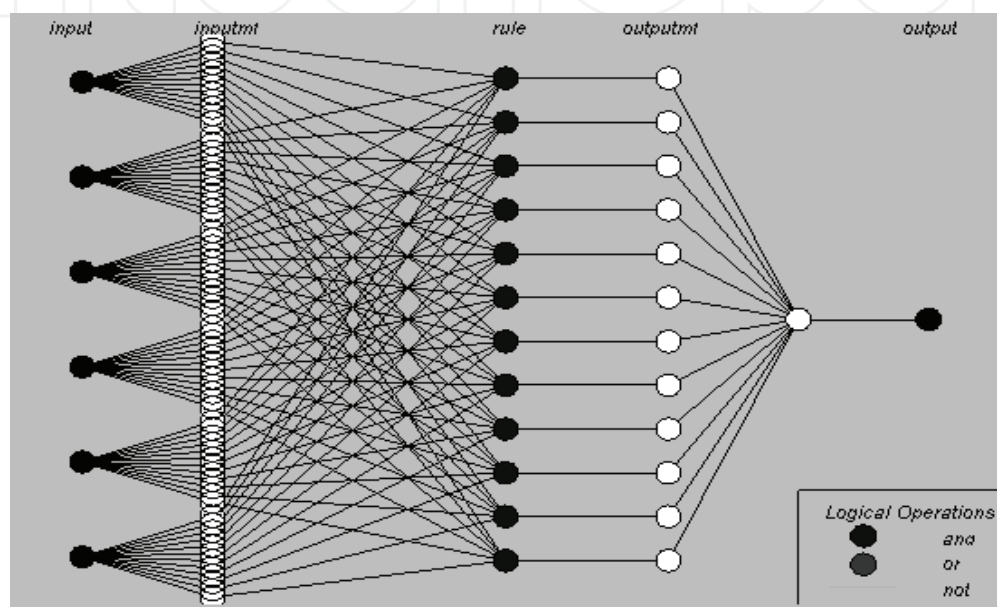 input inputmf rule outputmf output
Logical Operations
and
or
not